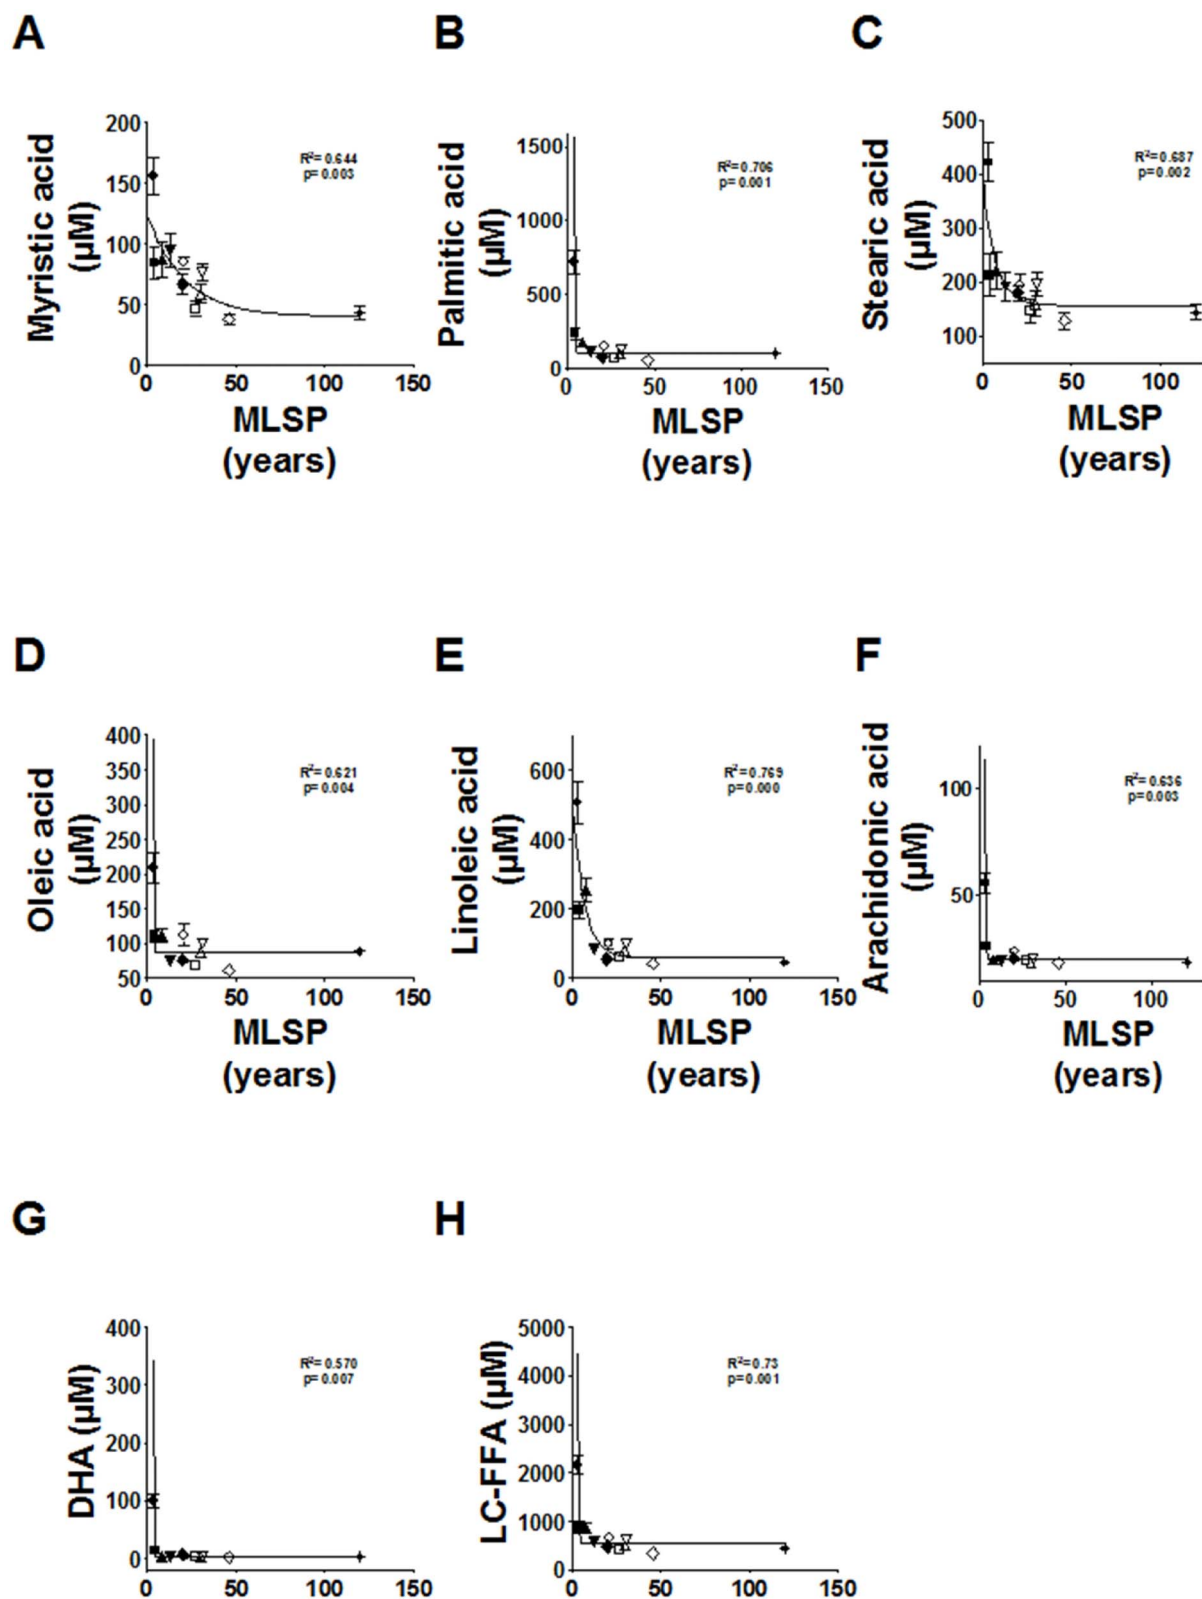 A
Myristic acid
(µM)
200
150
100
50
0
R²= 0.644
p= 0.003
0 50 100 150
MLSP
(years)
B
Palmitic acid
(µM)
1500
1000
500
0
R²= 0.706
p= 0.001
0 50 100 150
MLSP
(years)
C
Stearic acid
(µM)
500
400
300
200
100
R²= 0.687
p= 0.002
0 50 100
MLSP
(years)
D
Oleic acid
(µM)
400
350
300
250
200
150
100
50
R²= 0.621
p= 0.004
0 50 100 150
MLSP
(years)
E
Linoleic acid
(µM)
600
400
200
0
R²= 0.769
p= 0.000
0 50 100 150
MLSP
(years)
F
Arachidonic acid
(µM)
100
50
R²= 0.636
p= 0.003
0 50 100
MLSP
(years)
G
DHA (µM)
400
300
200
100
0
R²= 0.570
p= 0.007
0 50 100 150
H
LC-FFA (µM)
5000
4000
3000
2000
1000
0
R²= 0.73
p= 0.001
0 50 100 150